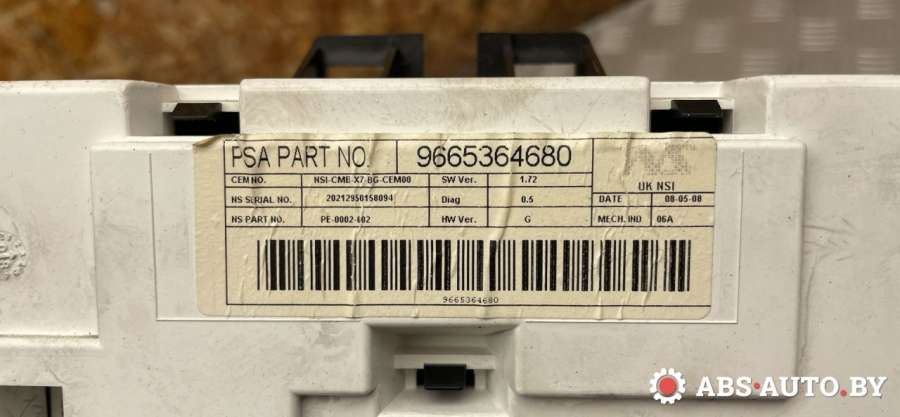 PSA PART NO. 9665364680
CEM NO. NSI-CMB-X7-BG-CEM00 SW Ver. 1.72
UK NSI
NS SERIAL NO. 20212950158094 Diag 0.5 DATE 08-05-08
NS PART NO. PE-0002-602 HW Ver. G MECH. IND 06A
9665364680
ABS-AUTO.BY